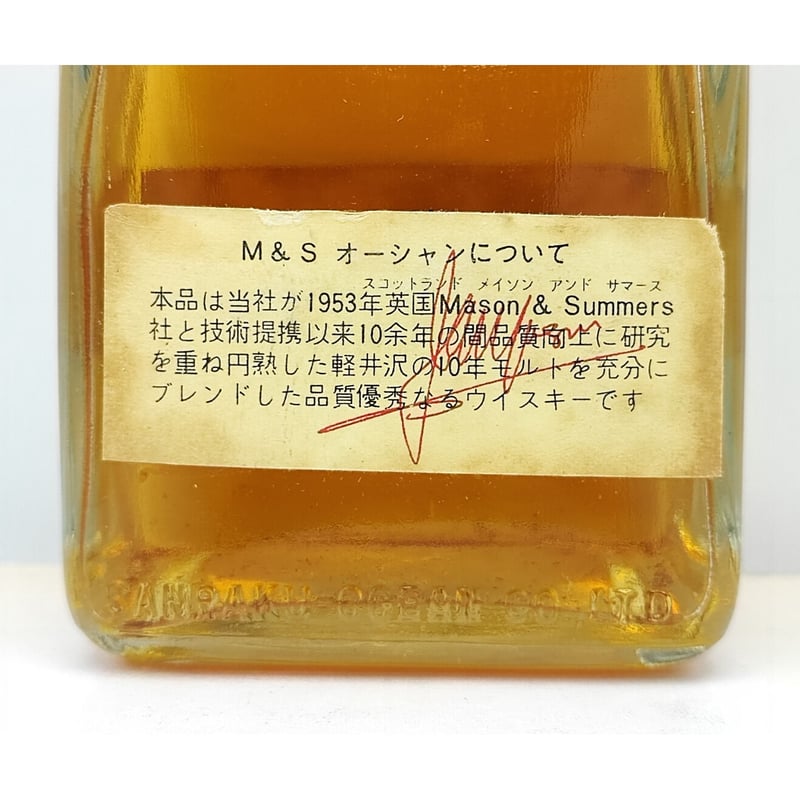 M & S オーシャンについて
スコットランド メイソン アンド サマース
本品は当社が1953年英国Mason & Summers
社と技術提携以来10余年の間品質向上に研究
を重ね円熟した軽井沢の10年モルトを充分に
ブレンドした品質優秀なるウイスキーです
SANRAKU OCEAN CO LTD